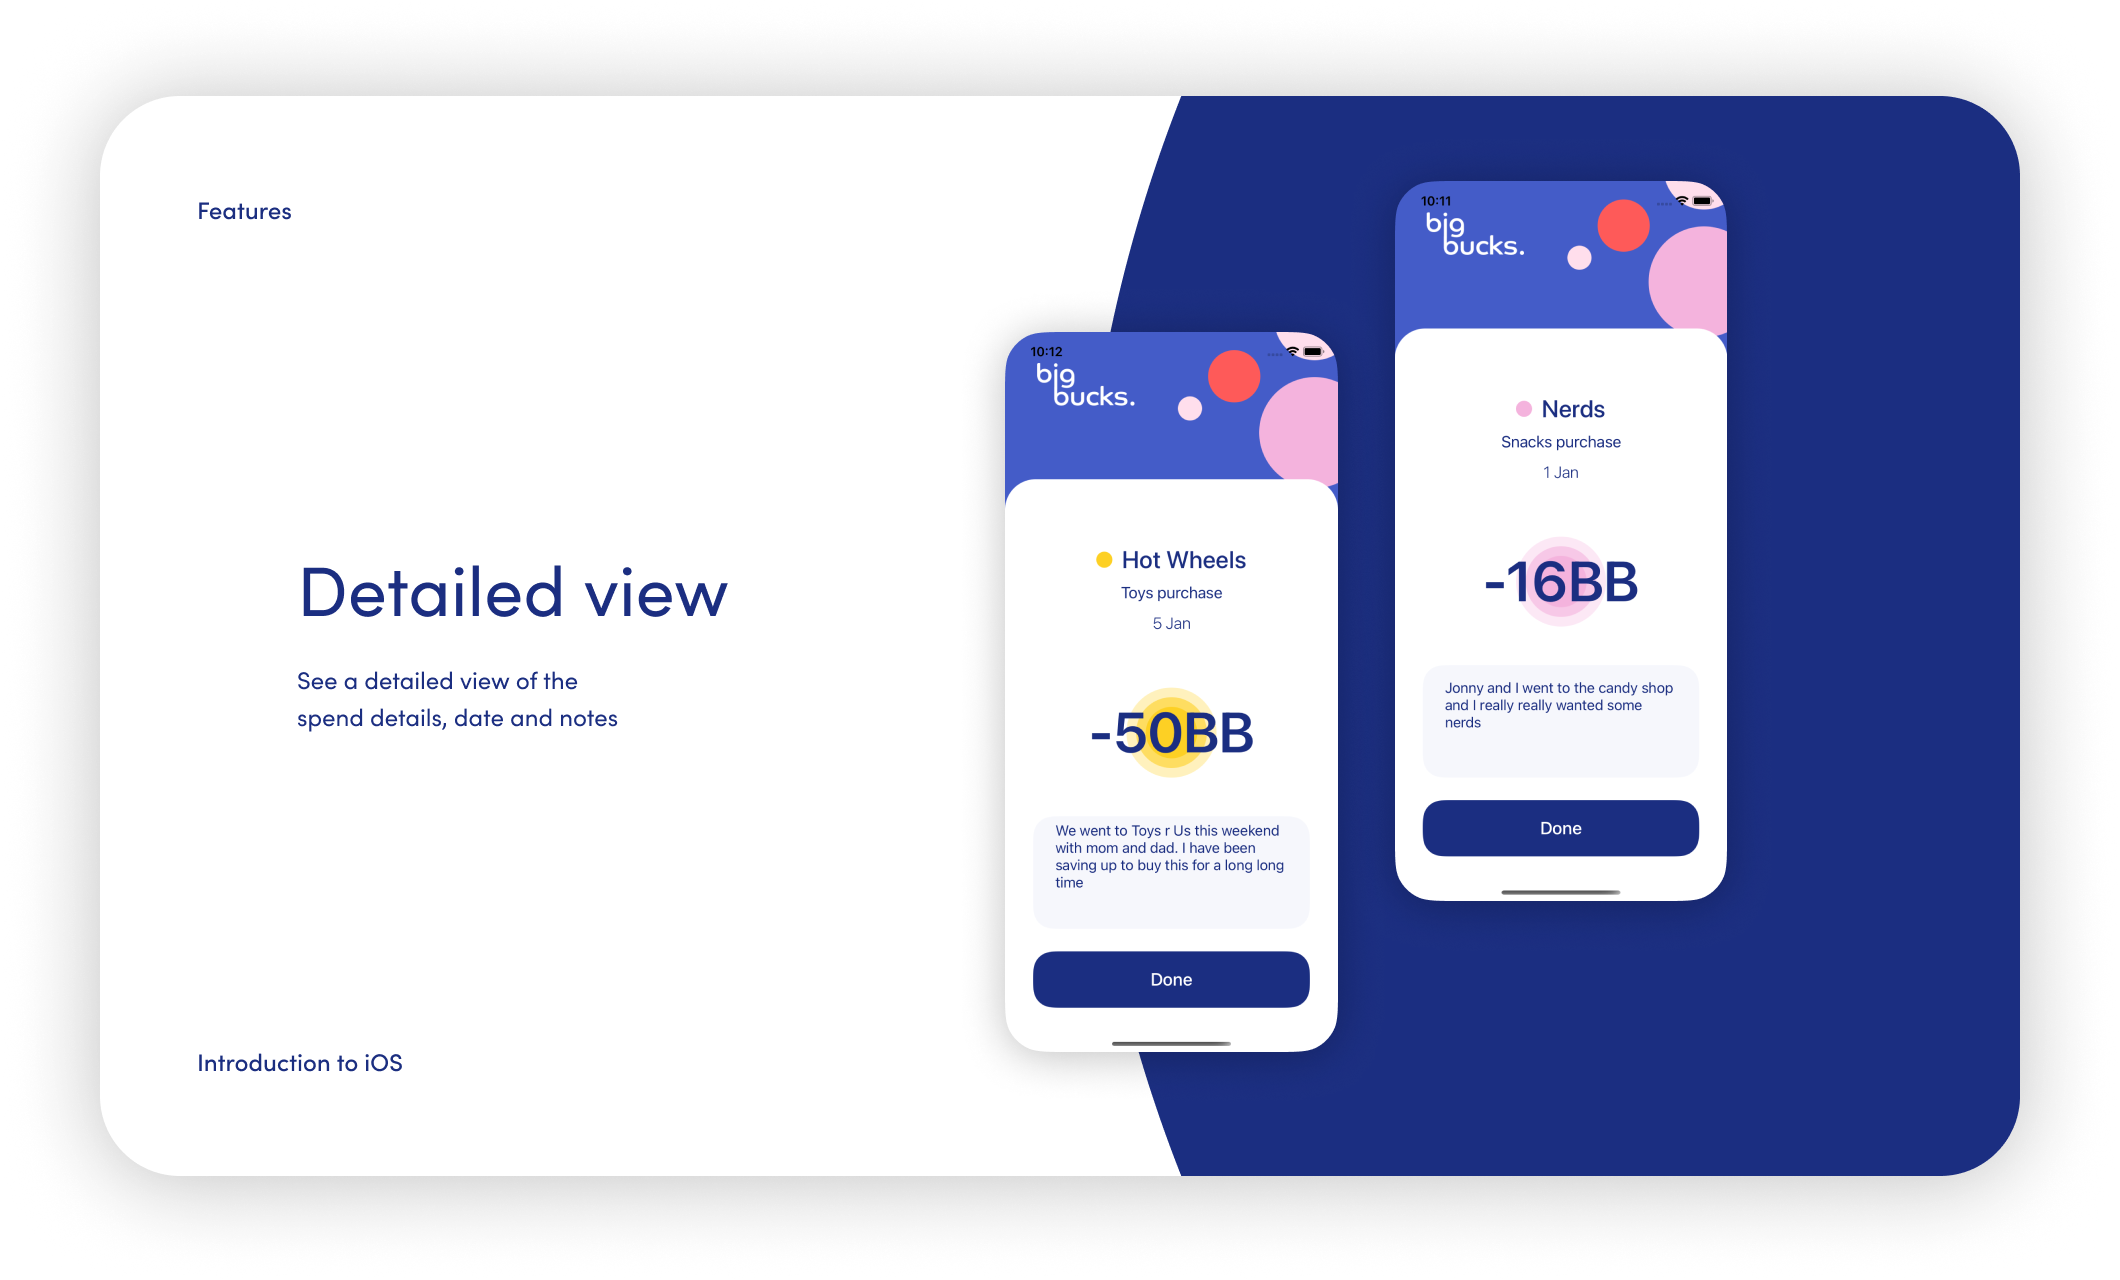 Features
Detailed view
See a detailed view of the
spend details, date and notes
Introduction to iOS
10:12
big
bucks.
Hot Wheels
Toys purchase
5 Jan
-50BB
We went to Toys r Us this weekend
with mom and dad. I have been
saving up to buy this for a long long
time
Done
10:11
big
bucks.
Nerds
Snacks purchase
1 Jan
-16BB
Jonny and I went to the candy shop
and I really really wanted some
nerds
Done